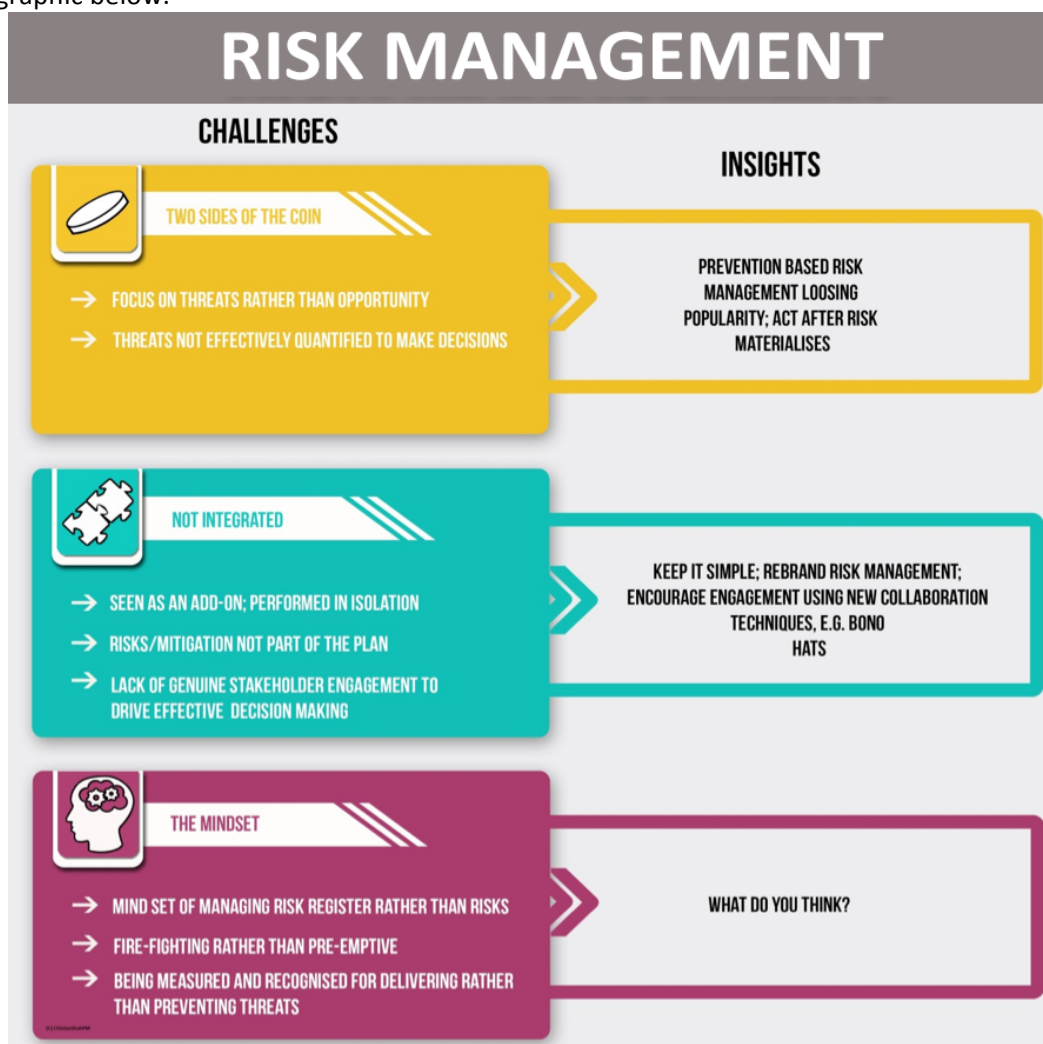 graphic below.
RISK MANAGEMENT
CHALLENGES
INSIGHTS
TWO SIDES OF THE COIN
→ FOCUS ON THREATS RATHER THAN OPPORTUNITY
→ THREATS NOT EFFECTIVELY QUANTIFIED TO MAKE DECISIONS
PREVENTION BASED RISK
MANAGEMENT LOOSING
POPULARITY; ACT AFTER RISK
MATERIALISES
NOT INTEGRATED
→ SEEN AS AN ADD-ON; PERFORMED IN ISOLATION
→ RISKS/MITIGATION NOT PART OF THE PLAN
→ LACK OF GENUINE STAKEHOLDER ENGAGEMENT TO
DRIVE EFFECTIVE DECISION MAKING
KEEP IT SIMPLE; REBRAND RISK MANAGEMENT;
ENCOURAGE ENGAGEMENT USING NEW COLLABORATION
TECHNIQUES, E.G. BONO
HATS
THE MINDSET
→ MIND SET OF MANAGING RISK REGISTER RATHER THAN RISKS
→ FIRE-FIGHTING RATHER THAN PRE-EMPTIVE
→ BEING MEASURED AND RECOGNISED FOR DELIVERING RATHER
THAN PREVENTING THREATS
WHAT DO YOU THINK?